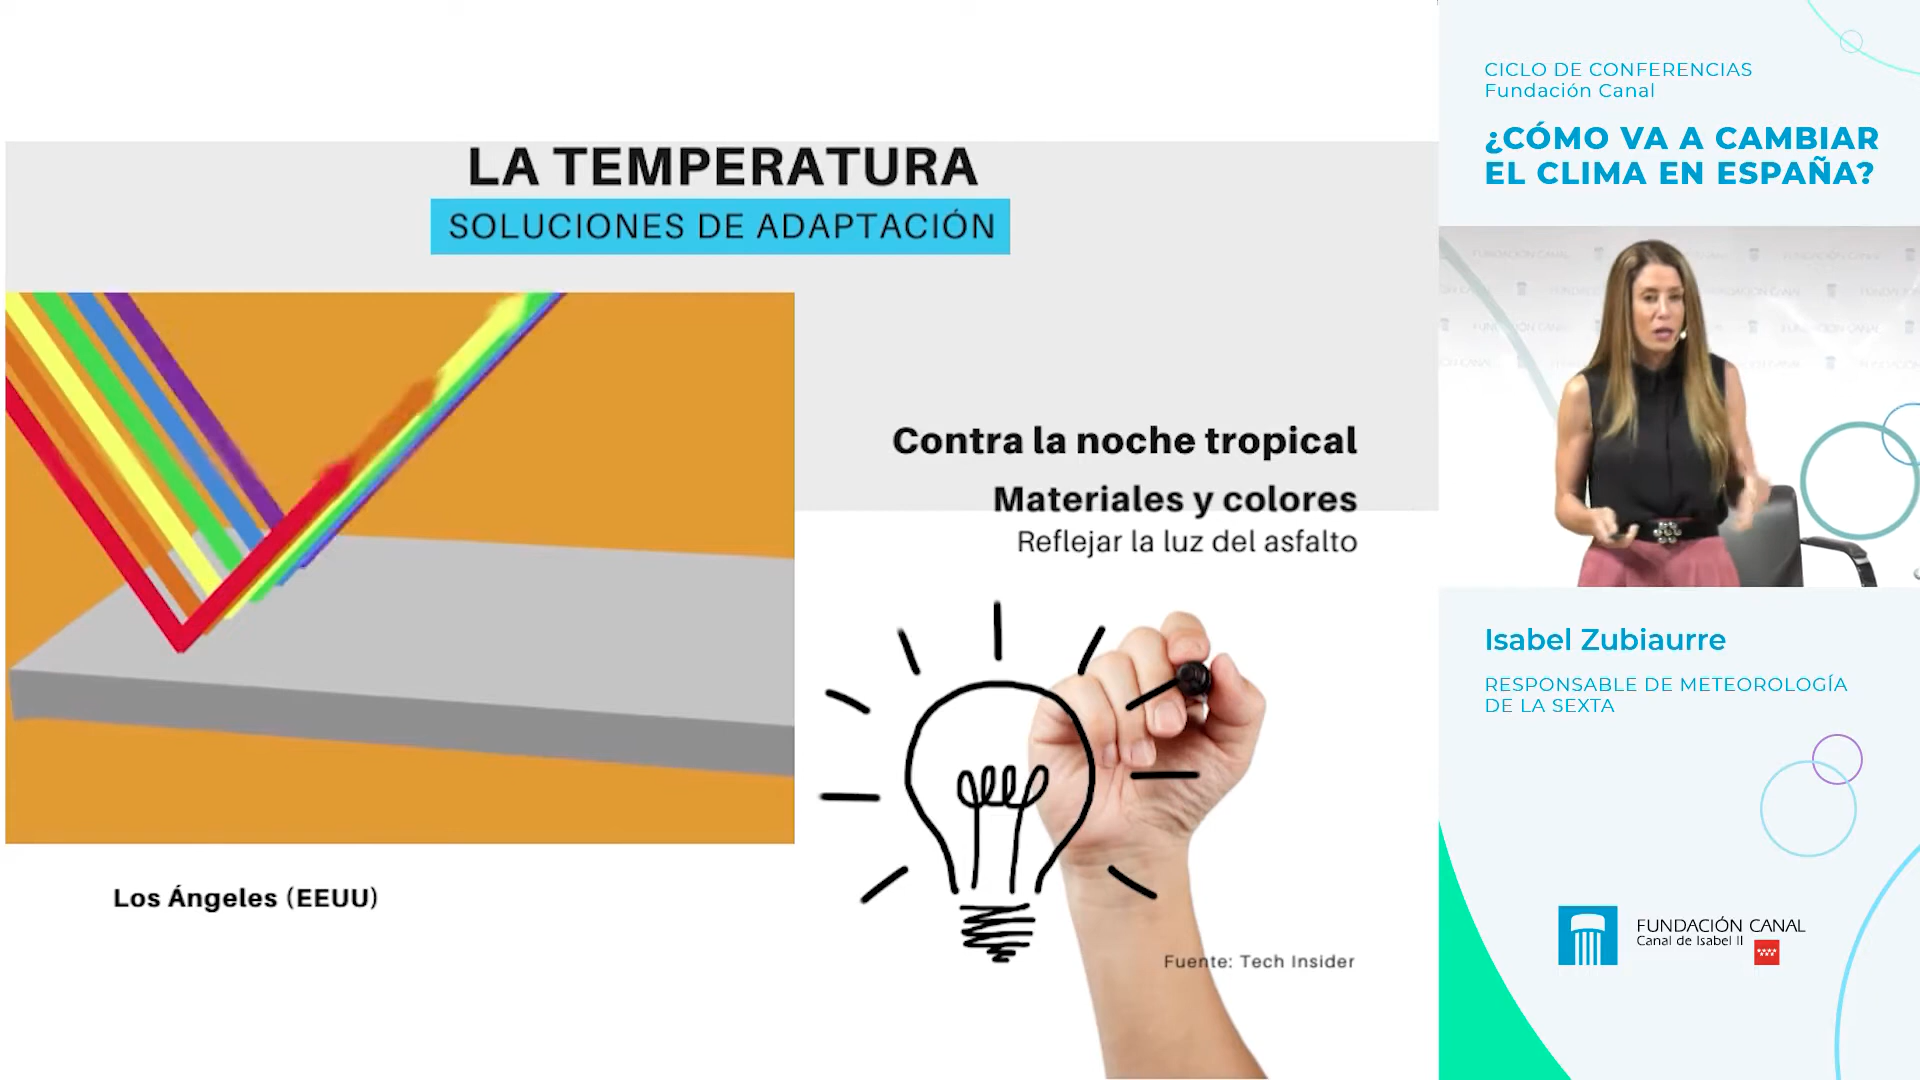 LA TEMPERATURA
SOLUCIONES DE ADAPTACIÓN
Contra la noche tropical
Materiales y colores
Reflejar la luz del asfalto
Los Ángeles (EEUU)
Fuente: Tech Insider
CICLO DE CONFERENCIAS
Fundación Canal
¿CÓMO VA A CAMBIAR
EL CLIMA EN ESPAÑA?
FUNDACIÓN CANAL
Isabel Zubiaurre
RESPONSABLE DE METEOROLOGÍA
DE LA SEXTA
FUNDACIÓN CANAL
Canal de Isabel II